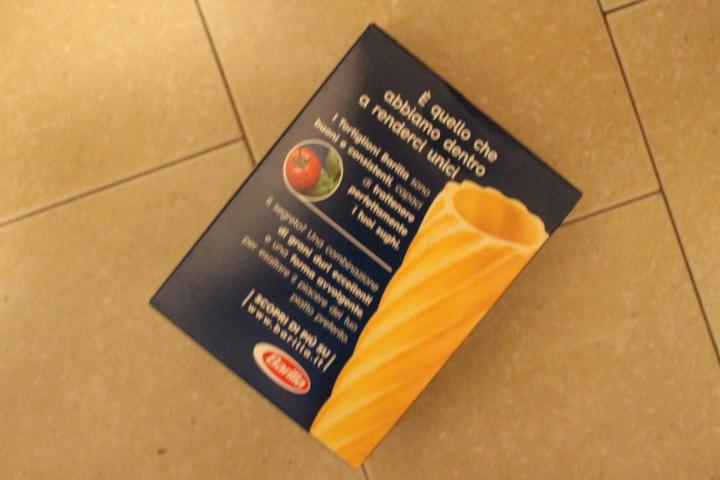 È quello che
abbiamo dentro
a renderci unici
I Tortiglioni Barilla sono
buoni e consistenti, capaci
di trattenere
perfettamente
i tuoi sughi.
Il segreto? Una combinazione
di grani duri eccellenti
e una forma avvolgente,
per esaltare il piacere del tuo
piatto preferito.
SCOPRI DI PIÙ SU
www.barilla.it
Barilla